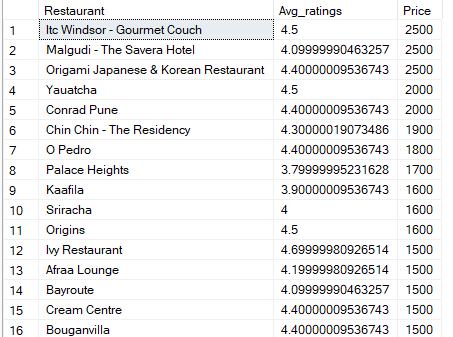 Restaurant Avg_ratings Price
1 Itc Windsor - Gourmet Couch 4.5 2500
2 Malgudi - The Savera Hotel 4.09999990463257 2500
3 Origami Japanese & Korean Restaurant 4.40000009536743 2500
4 Yauatcha 4.5 2000
5 Conrad Pune 4.40000009536743 2000
6 Chin Chin - The Residency 4.30000019073486 1900
7 O Pedro 4.40000009536743 1800
8 Palace Heights 3.79999995231628 1700
9 Kaafila 3.90000009536743 1600
10 Sriracha 4 1600
11 Origins 4.5 1600
12 Ivy Restaurant 4.69999980926514 1500
13 Afraa Lounge 4.19999980926514 1500
14 Bayroute 4.09999990463257 1500
15 Cream Centre 4.40000009536743 1500
16 Bouganvilla 4.40000009536743 1500